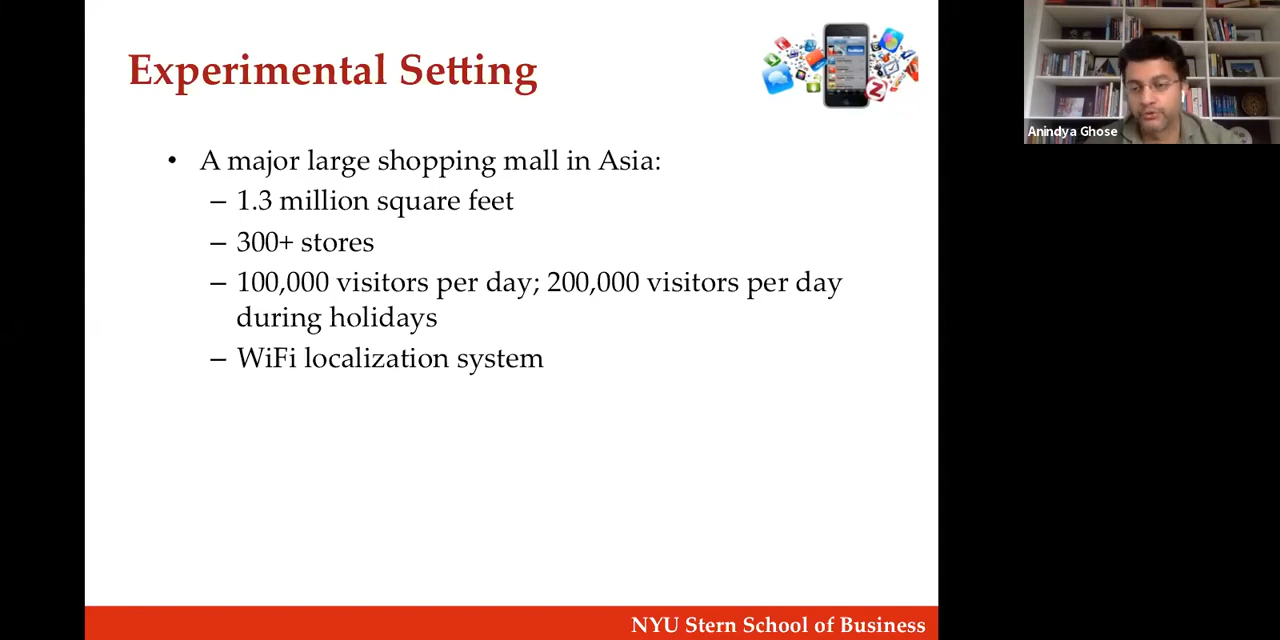 Experimental Setting
Anindya Ghose
• A major large shopping mall in Asia:
– 1.3 million square feet
– 300+ stores
– 100,000 visitors per day; 200,000 visitors per day
during holidays
– WiFi localization system
NYU Stern School of Business